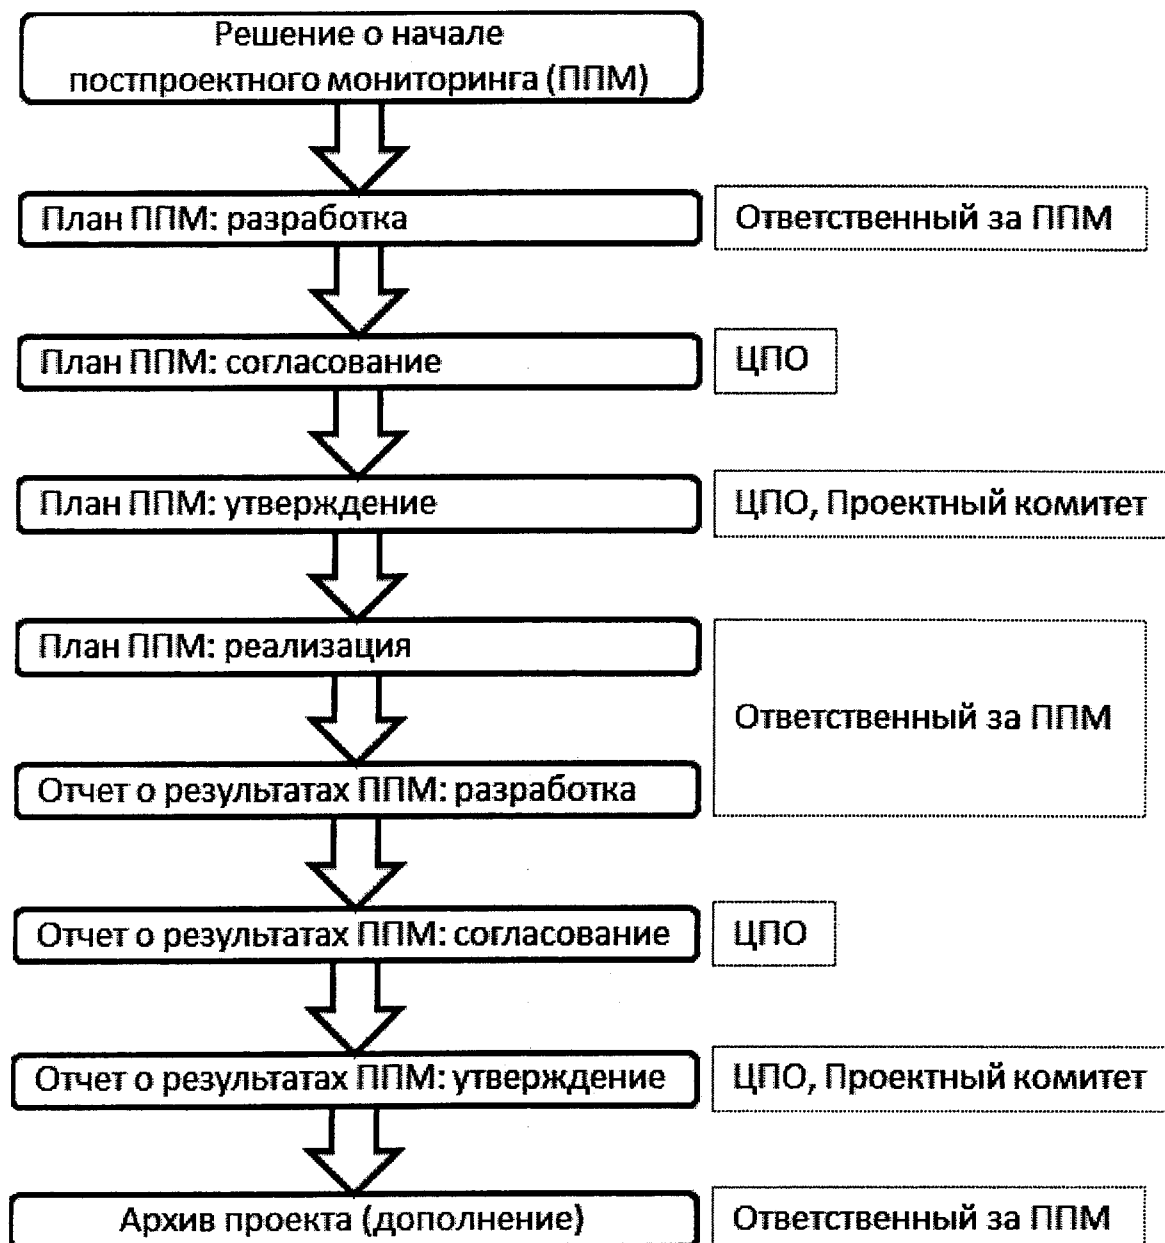 Решение о начале
постпроектного мониторинга (ППМ)
План ППМ: разработка
Ответственный за ППМ
План ППМ: согласование
ЦПО
План ППМ: утверждение
ЦПО, Проектный комитет
План ППМ: реализация
Ответственный за ППМ
Отчет о результатах ППМ: разработка
Отчет о результатах ППМ: согласование
ЦПО
Отчет о результатах ППМ: утверждение
ЦПО, Проектный комитет
Архив проекта (дополнение)
Ответственный за ППМ